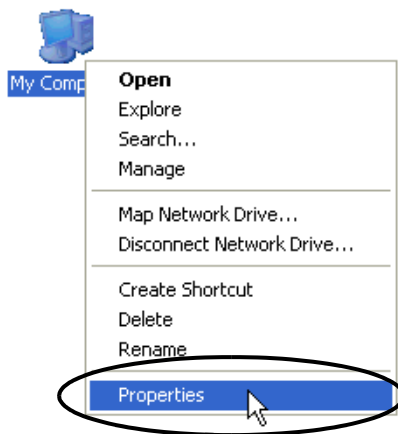 My Comp
Open
Explore
Search...
Manage
Map Network Drive...
Disconnect Network Drive...
Create Shortcut
Delete
Rename
Properties